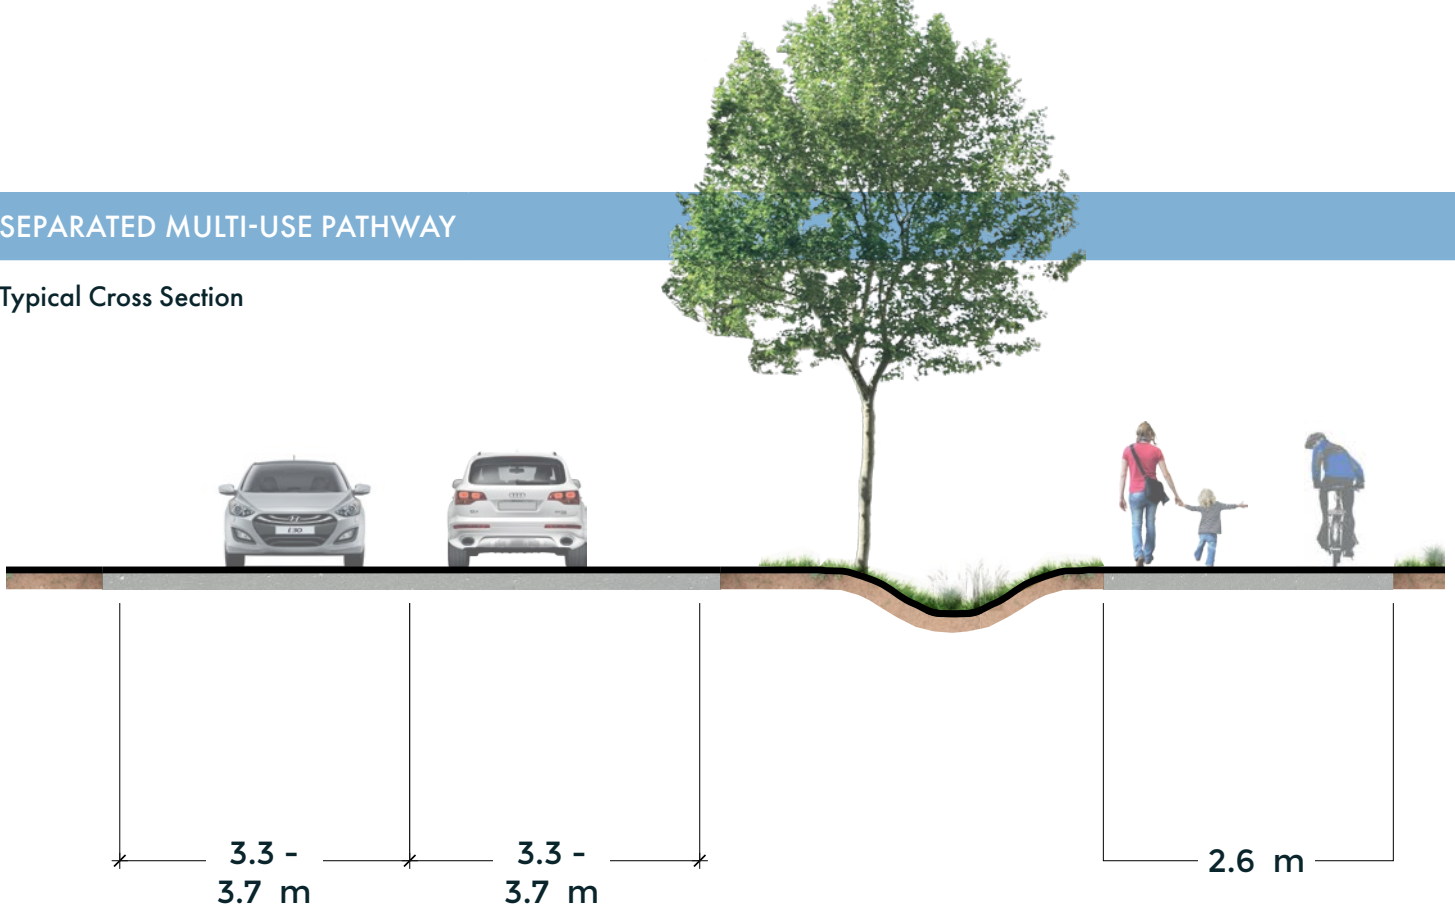 SEPARATED MULTI-USE PATHWAY
Typical Cross Section
3.3 -
3.7 m
3.3 -
3.7 m
2.6 m